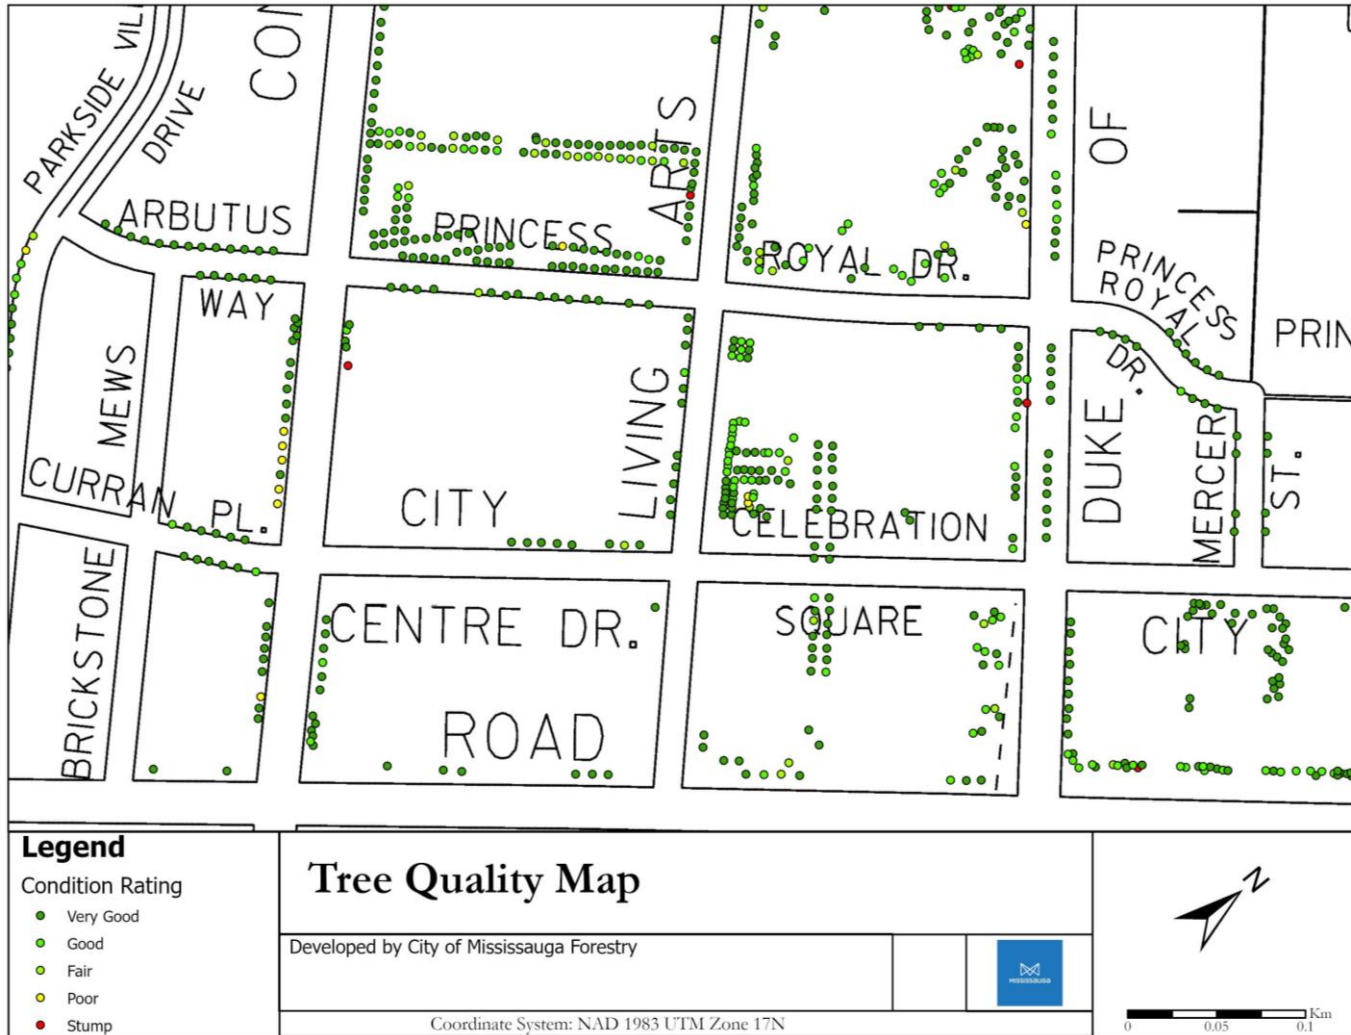 PARKSIDE VIL
DRIVE
CON
ARTS
OF
ARBUTUS
PRINCESS
ROYAL DR.
PRINCESS
ROYAL
DR.
PRIN
WAY
MEWS
LIVING
DUKE
MERCER
ST.
CURRAN PL.
CITY
CELEBRATION
BRICKSTONE
CENTRE DR.
SQUARE
CITY
ROAD
Legend
Condition Rating
Very Good
Good
Fair
Poor
Stump
Tree Quality Map
Developed by City of Mississauga Forestry
MISSISSAUGA
Coordinate System: NAD 1983 UTM Zone 17N
N
Km
0 0.05 0.1